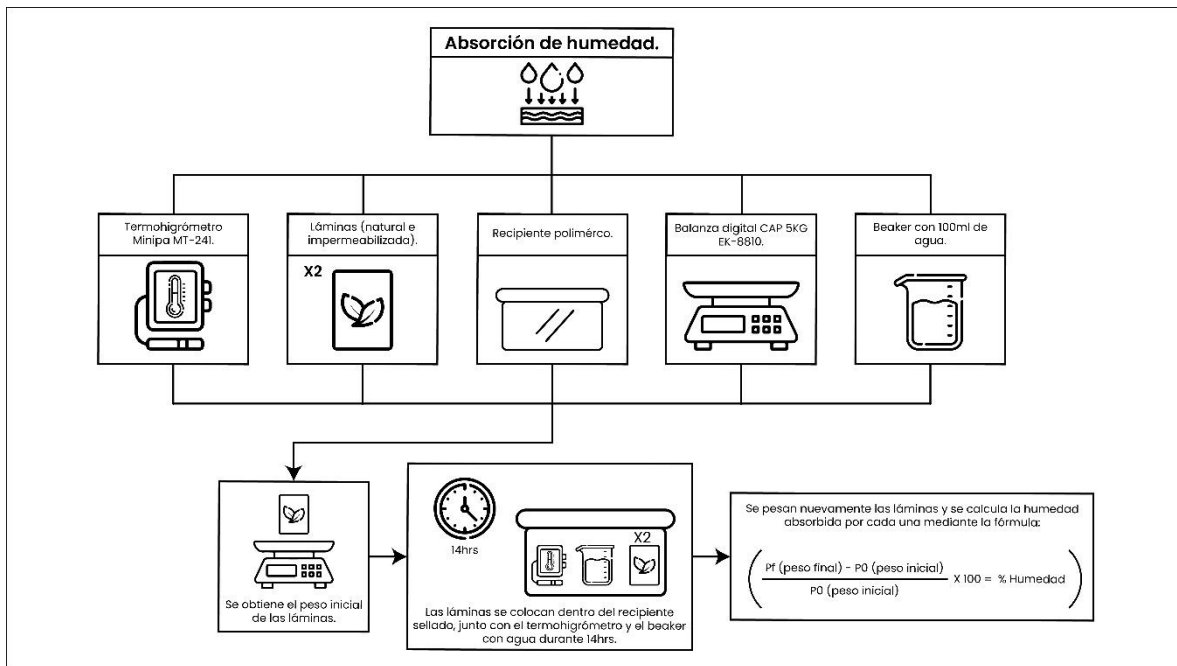 Absorción de humedad.
Termohigrómetro
Minipa MT-241.
Láminas (natural e
impermeabilizada).
X2
Recipiente polimérco.
Balanza digital CAP 5KG
EK-8810.
Beaker con 100ml de
agua.
Se obtiene el peso inicial
de las láminas.
14hrs
X2
Las láminas se colocan dentro del recipiente
sellado, junto con el termohigrómetro y el beaker
con agua durante 14hrs.
Se pesan nuevamente las láminas y se calcula la humedad
absorbida por cada una mediante la fórmula:
Pf (peso final) - P0 (peso inicial)
P0 (peso inicial)
X 100 = % Humedad